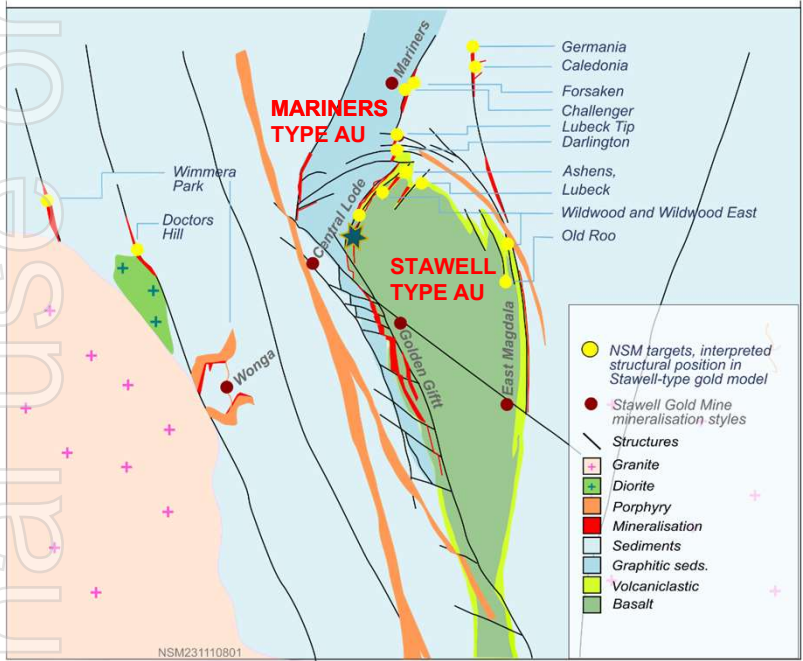 Mariners
Germania
Caledonia
MARINERS
TYPE AU
Forsaken
Challenger
Lubeck Tip
Darlington
Wimmera
Park
Ashens,
Lubeck
Doctors
Hill
Central Lode
Wildwood and Wildwood East
Old Roo
STAWELL
TYPE AU
Wonga
Golden Giftt
East Magdala
NSM targets, interpreted
structural position in
Stawell-type gold model
Stawell Gold Mine
mineralisation styles
Structures
Granite
Diorite
Porphyry
Mineralisation
Sediments
Graphitic seds.
Volcaniclastic
Basalt
NSM231110801